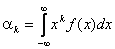 α_k = ∫_{-∞}^{∞} x^k f(x)dx